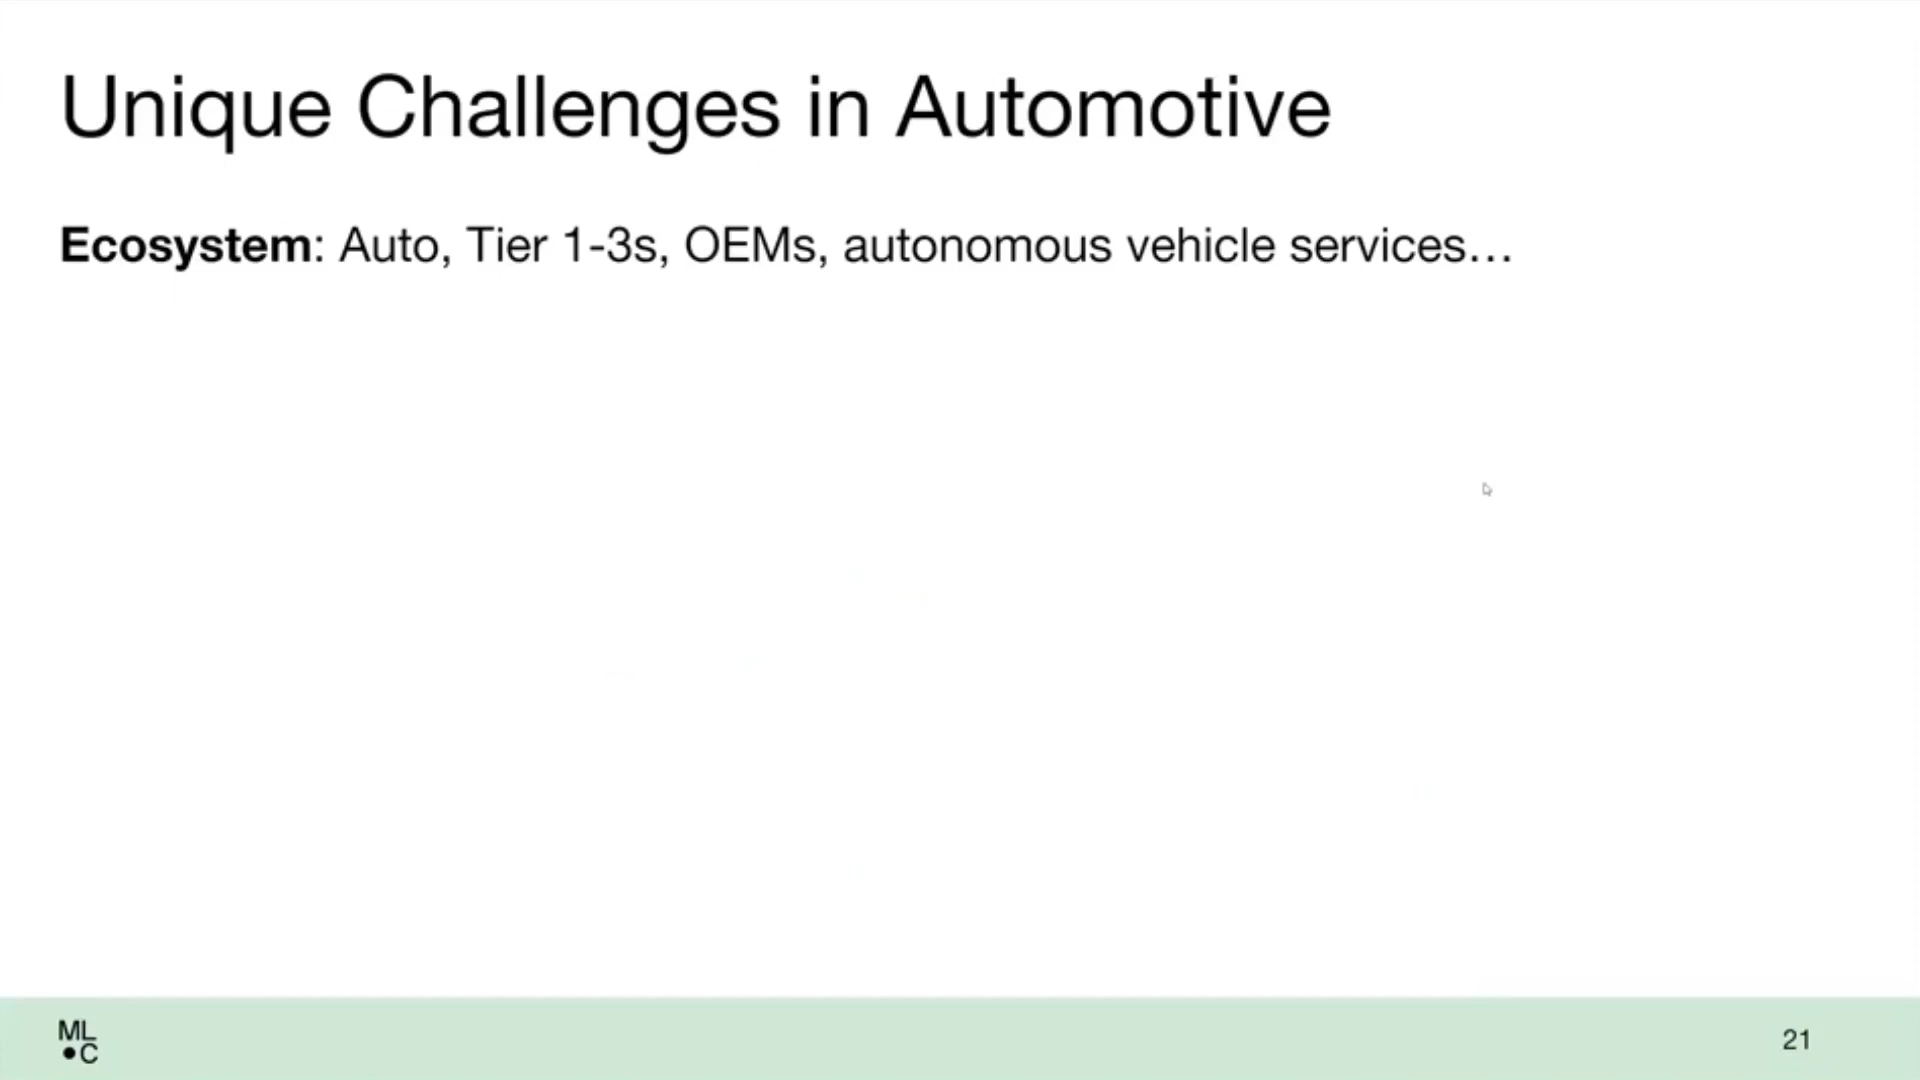 Unique Challenges in Automotive
Ecosystem: Auto, Tier 1-3s, OEMs, autonomous vehicle services…
ML
•C
21